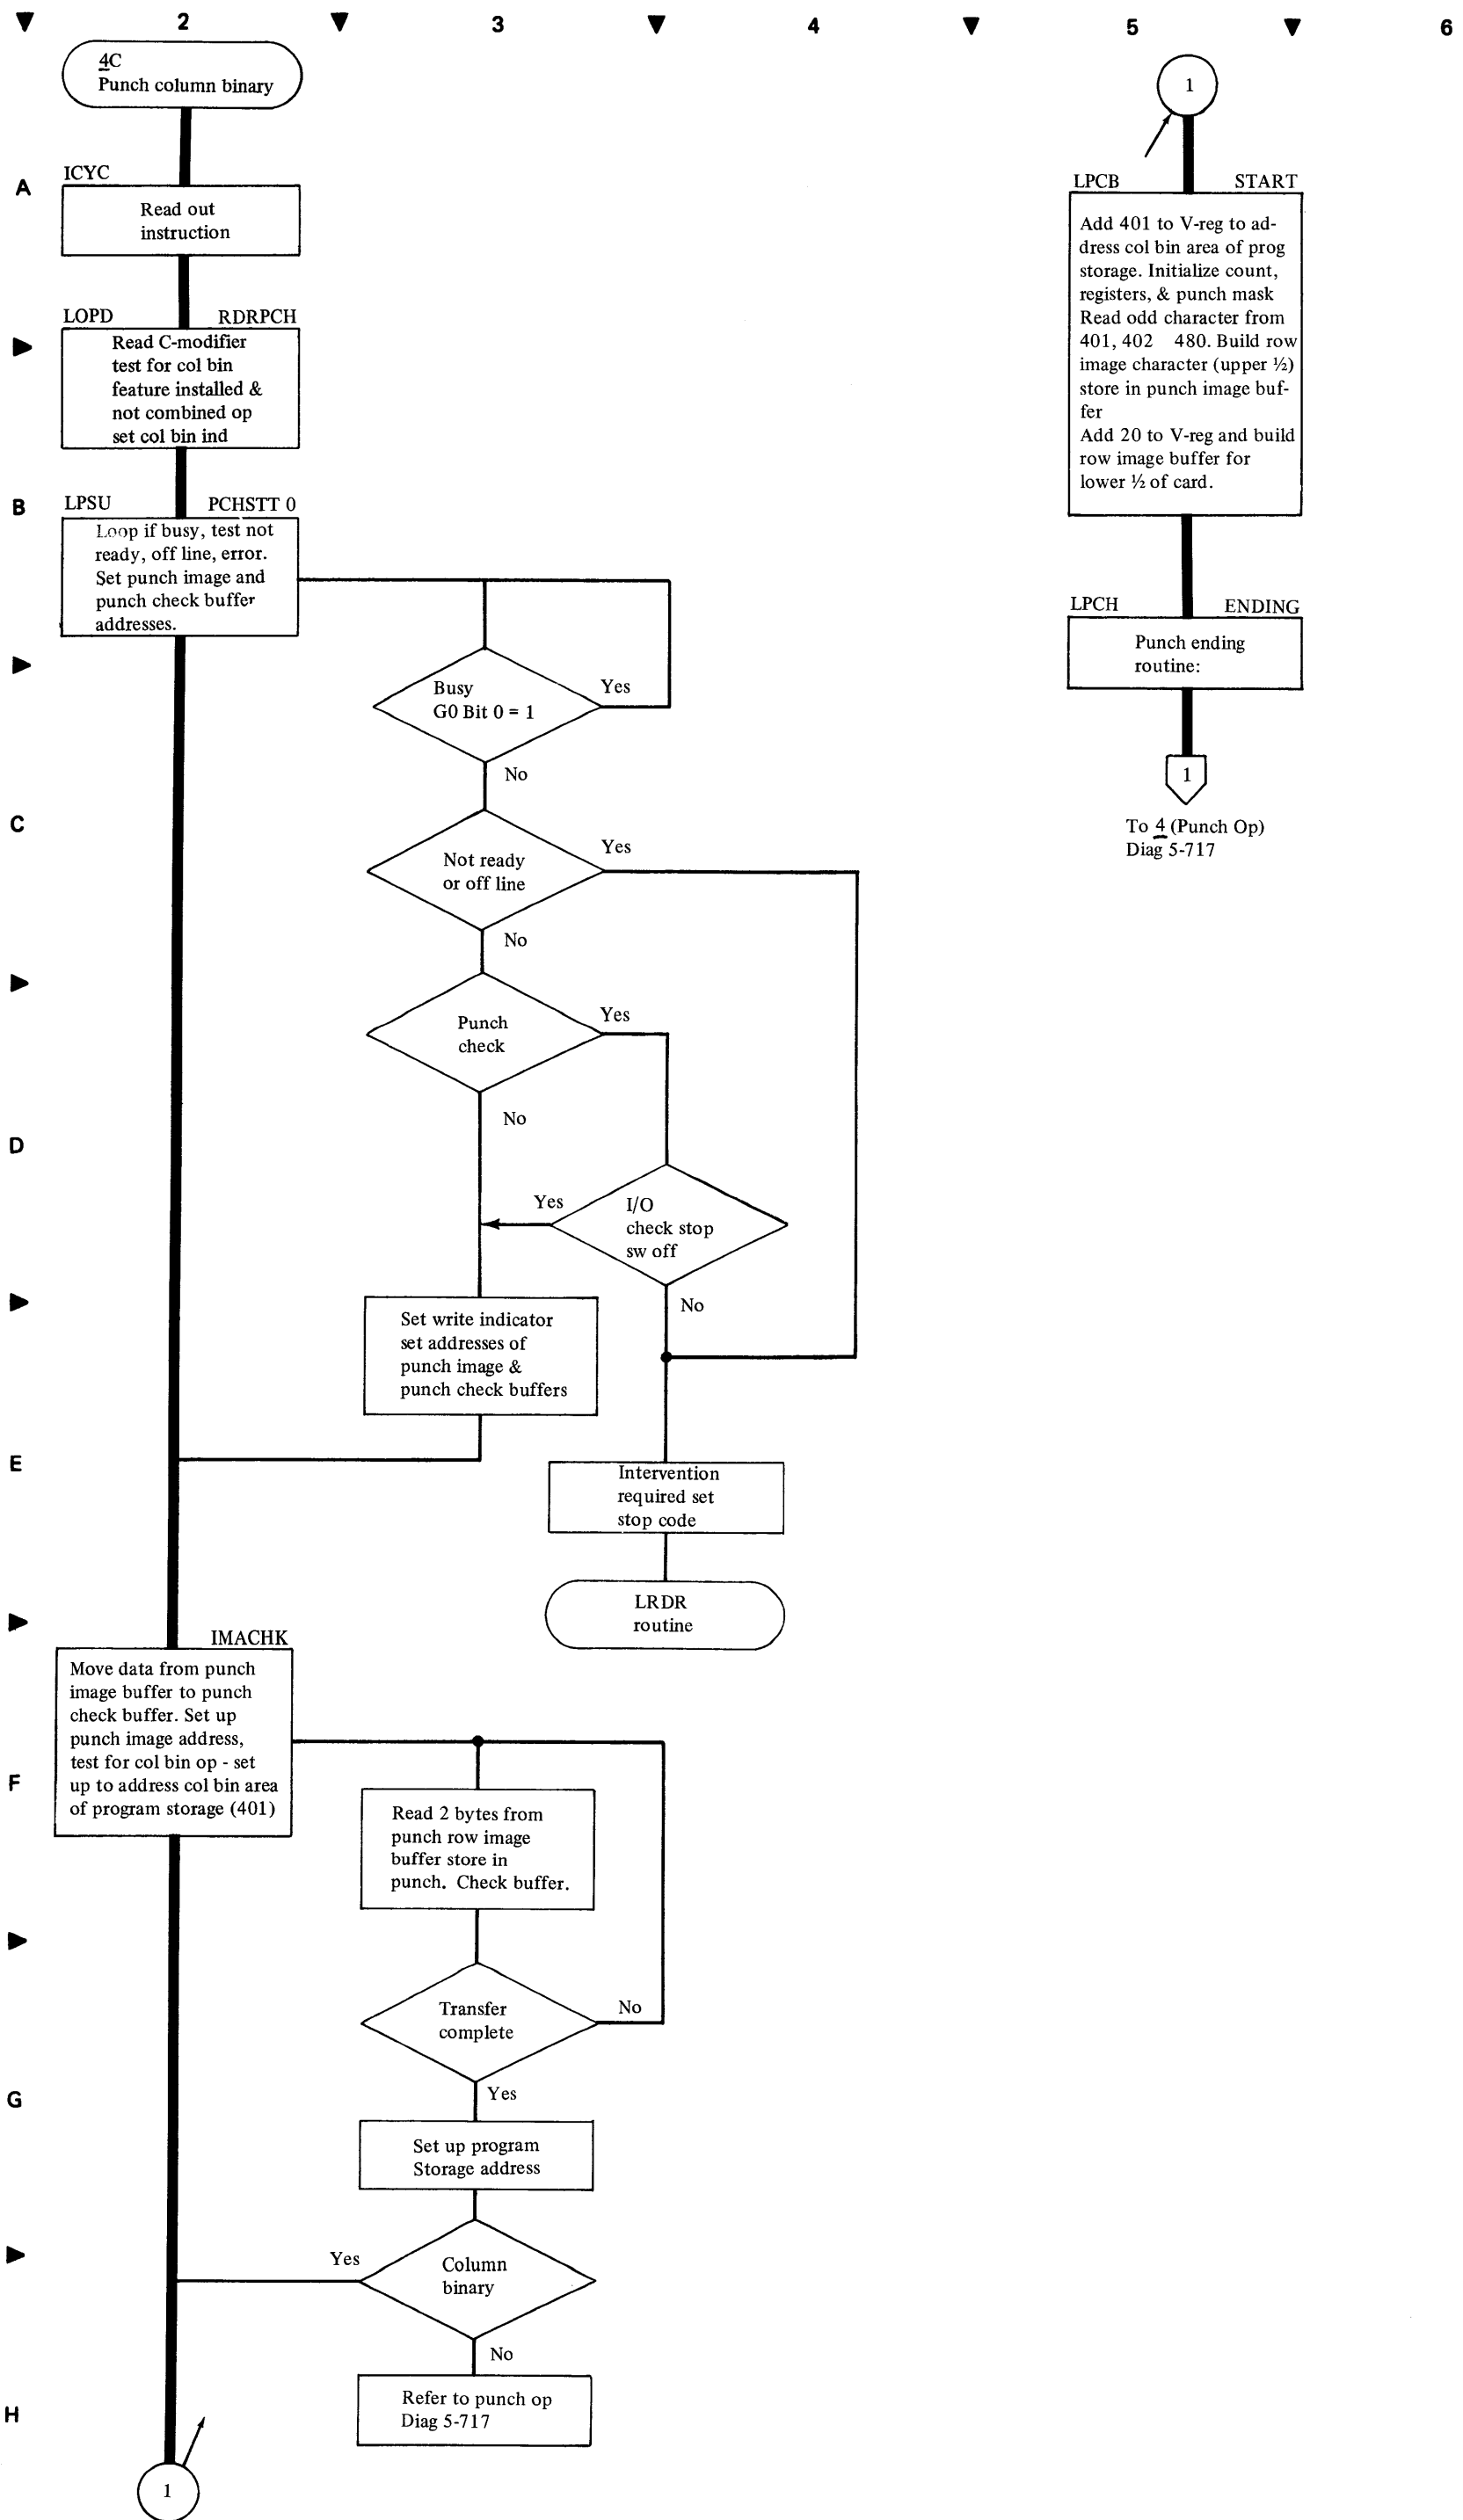 2 3 4 5 6
4C
Punch column binary
A
ICYC
Read out
instruction
LOPD RDRPCH
Read C-modifier
test for col bin
feature installed &
not combined op
set col bin ind
B
LPSU PCHSTT 0
Loop if busy, test not
ready, off line, error.
Set punch image and
punch check buffer
addresses.
Busy
G0 Bit 0 = 1
Yes
No
C
Not ready
or off line
Yes
No
Punch
check
Yes
No
D
I/O
check stop
sw off
Yes
No
Set write indicator
set addresses of
punch image &
punch check buffers
E
Intervention
required set
stop code
LRDR
routine
IMACHK
Move data from punch
image buffer to punch
check buffer. Set up
punch image address,
test for col bin op - set
up to address col bin area
of program storage (401)
F
Read 2 bytes from
punch row image
buffer store in
punch. Check buffer.
Transfer
complete
No
Yes
G
Set up program
Storage address
Column
binary
Yes
No
H
Refer to punch op
Diag 5-717
1
1
LPCB START
Add 401 to V-reg to ad-
dress col bin area of prog
storage. Initialize count,
registers, & punch mask
Read odd character from
401, 402 480. Build row
image character (upper ½)
store in punch image buf-
fer
Add 20 to V-reg and build
row image buffer for
lower ½ of card.
LPCH ENDING
Punch ending
routine:
1
To 4 (Punch Op)
Diag 5-717